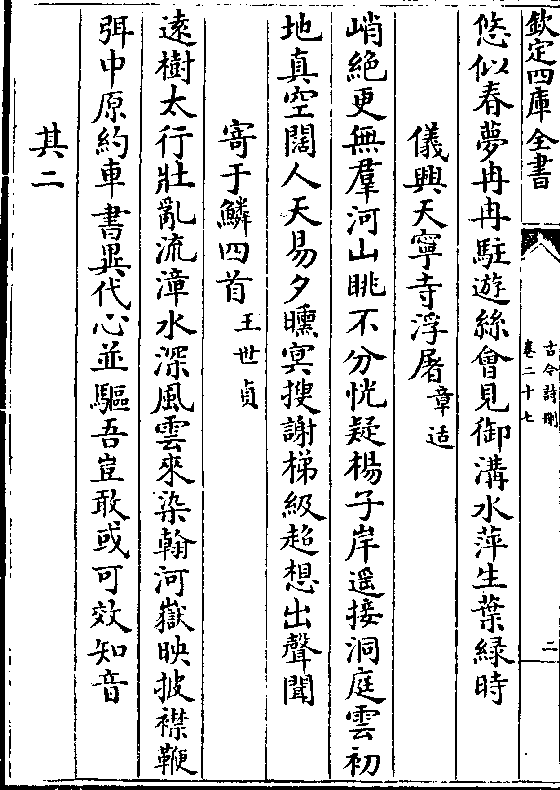 欽定四庫全書
古今詩刪
卷二十七
二
悠似春夢冉冉駐遊絲會見御溝水萍生葉緑時
儀興天寧寺浮屠章适
峭絶更無羣河山眺不分恍疑楊子岸遥接洞庭雲初
地真空闊人天易夕曛冥搜謝梯級超想出聲聞
寄于鱗四首王世貞
逺樹太行壯亂流漳水深風雲來染翰河嶽映披襟鞭
弭中原約車書異代心並驅吾豈敢或可效知音
其二